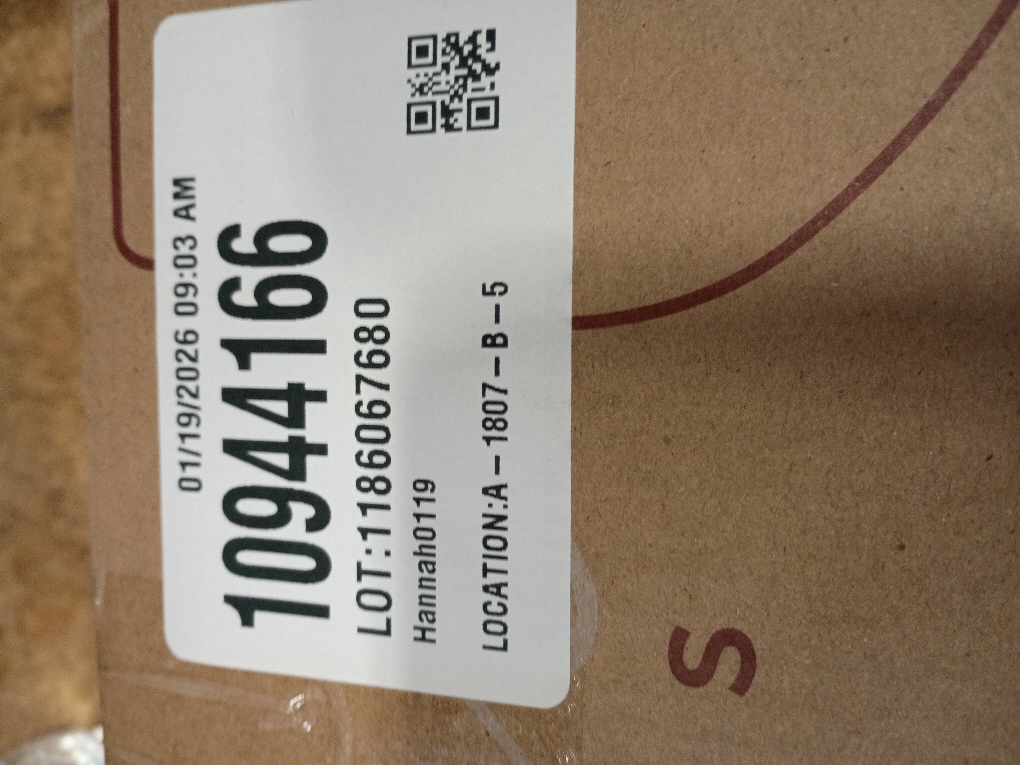 01/19/2026 09:03 AM
10944166
LOT:1186067680
Hannah0119
LOCATION:A-1807-B-5
S